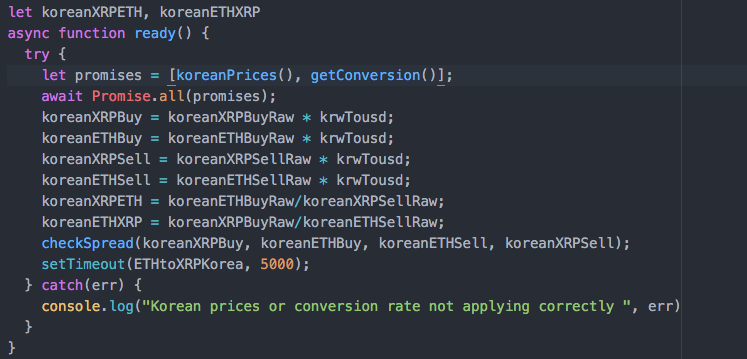 let koreanXRPETH, koreanETHXRP
async function ready() {
  try {
    let promises = [koreanPrices(), getConversion()];
    await Promise.all(promises);
    koreanXRPBuy = koreanXRPBuyRaw * krwTousd;
    koreanETHBuy = koreanETHBuyRaw * krwTousd;
    koreanXRPSell = koreanXRPSellRaw * krwTousd;
    koreanETHSell = koreanETHSellRaw * krwTousd;
    koreanXRPETH = koreanETHBuyRaw/koreanXRPSellRaw;
    koreanETHXRP = koreanXRPBuyRaw/koreanETHSellRaw;
    checkSpread(koreanXRPBuy, koreanETHBuy, koreanETHSell, koreanXRPSell);
    setTimeout(ETHtoXRPKorea, 5000);
  } catch(err) {
    console.log("Korean prices or conversion rate not applying correctly ", err)
  }
}